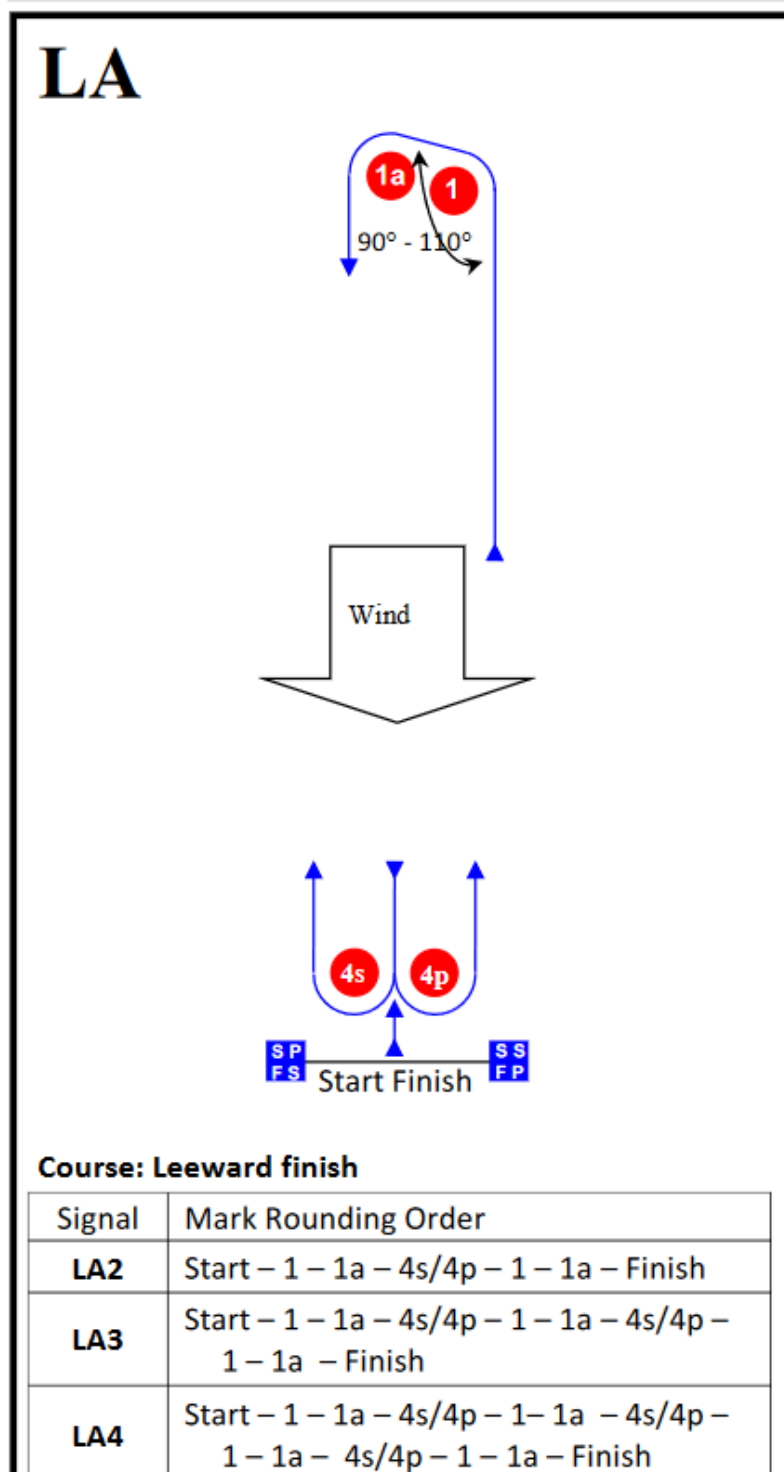 LA
1a
1
90° - 110°
Wind
4s
4p
S P
F S
Start Finish
S S
F P
Course: Leeward finish
Signal Mark Rounding Order
LA2 Start – 1 – 1a – 4s/4p – 1 – 1a – Finish
LA3 Start – 1 – 1a – 4s/4p – 1 – 1a – 4s/4p –
1 – 1a – Finish
LA4 Start – 1 – 1a – 4s/4p – 1– 1a – 4s/4p –
1 – 1a – 4s/4p – 1 – 1a – Finish